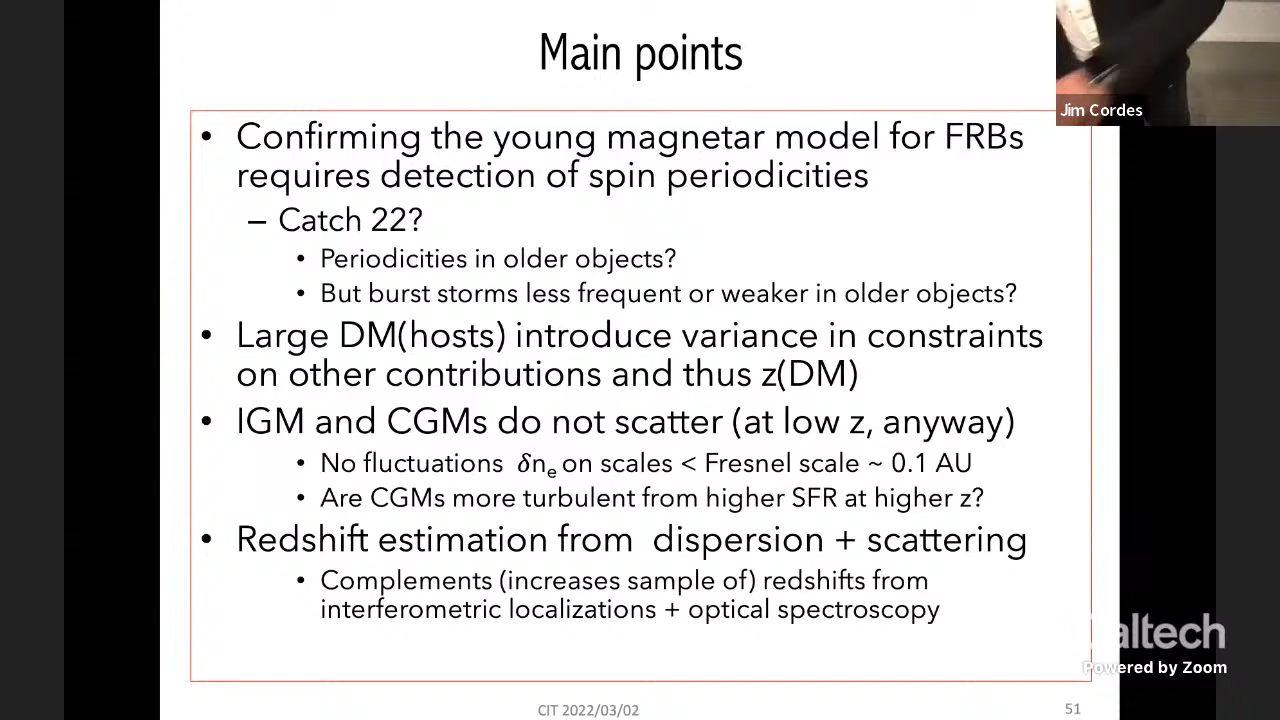 Main points
Jim Cordes
• Confirming the young magnetar model for FRBs
requires detection of spin periodicities
– Catch 22?
• Periodicities in older objects?
• But burst storms less frequent or weaker in older objects?
• Large DM(hosts) introduce variance in constraints
on other contributions and thus z(DM)
• IGM and CGMs do not scatter (at low z, anyway)
• No fluctuations 𝛿nₑ on scales < Fresnel scale ~ 0.1 AU
• Are CGMs more turbulent from higher SFR at higher z?
• Redshift estimation from dispersion + scattering
• Complements (increases sample of) redshifts from
interferometric localizations + optical spectroscopy
altech
Powered by Zoom
CIT 2022/03/02
51